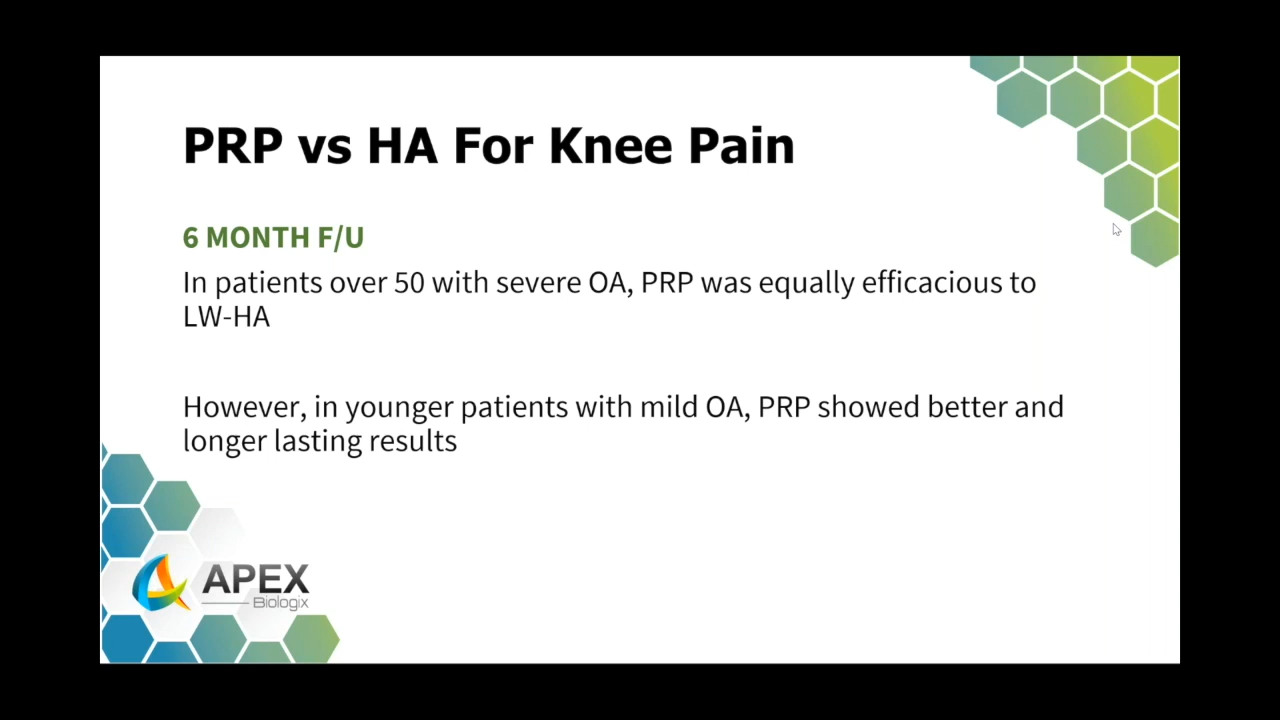 PRP vs HA For Knee Pain
6 MONTH F/U
In patients over 50 with severe OA, PRP was equally efficacious to
LW-HA
However, in younger patients with mild OA, PRP showed better and
longer lasting results
APEX
Biologix